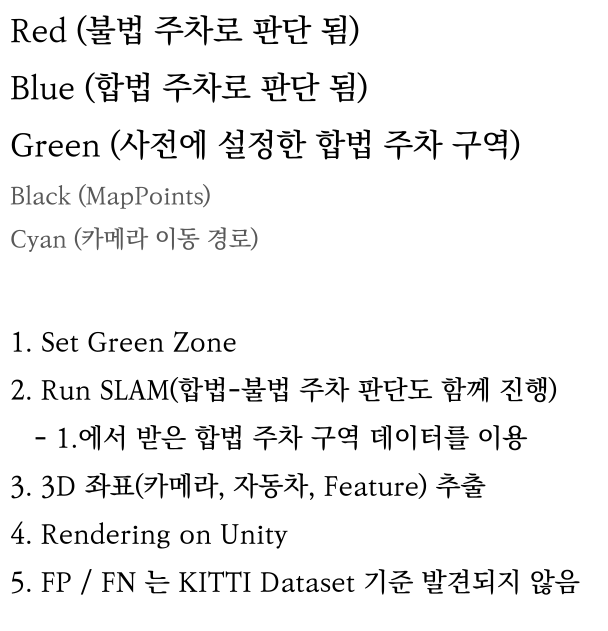 Red (불법 주차로 판단 됨)
Blue (합법 주차로 판단 됨)
Green (사전에 설정한 합법 주차 구역)
Black (MapPoints)
Cyan (카메라 이동 경로)
1. Set Green Zone
2. Run SLAM(합법-불법 주차 판단도 함께 진행)
- 1.에서 받은 합법 주차 구역 데이터를 이용
3. 3D 좌표(카메라, 자동차, Feature) 추출
4. Rendering on Unity
5. FP / FN 는 KITTI Dataset 기준 발견되지 않음